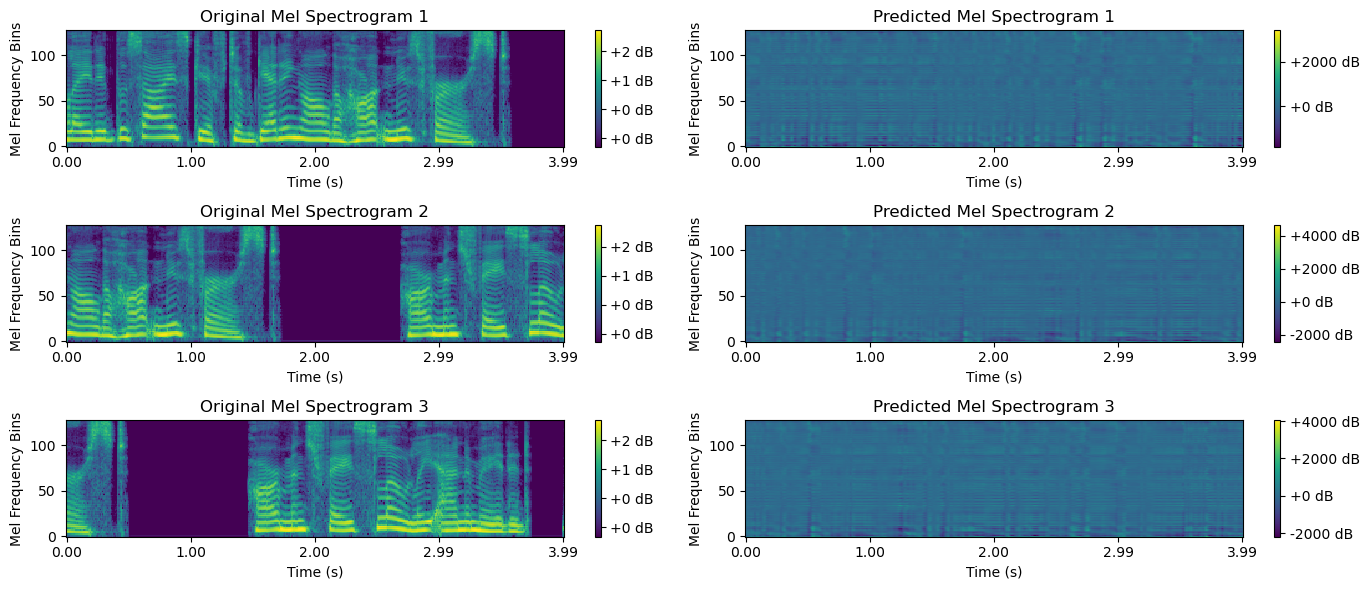 Original Mel Spectrogram 1
Mel Frequency Bins
100
50
0
0.00 1.00 2.00 2.99 3.99
Time (s)
+2 dB
+1 dB
+0 dB
+0 dB
Predicted Mel Spectrogram 1
Mel Frequency Bins
100
50
0
0.00 1.00 2.00 2.99 3.99
Time (s)
+2000 dB
+0 dB
Original Mel Spectrogram 2
Mel Frequency Bins
100
50
0
0.00 1.00 2.00 2.99 3.99
Time (s)
+2 dB
+1 dB
+0 dB
+0 dB
Predicted Mel Spectrogram 2
Mel Frequency Bins
100
50
0
0.00 1.00 2.00 2.99 3.99
Time (s)
+4000 dB
+2000 dB
+0 dB
-2000 dB
Original Mel Spectrogram 3
Mel Frequency Bins
100
50
0
0.00 1.00 2.00 2.99 3.99
Time (s)
+2 dB
+1 dB
+0 dB
+0 dB
Predicted Mel Spectrogram 3
Mel Frequency Bins
100
50
0
0.00 1.00 2.00 2.99 3.99
Time (s)
+4000 dB
+2000 dB
+0 dB
-2000 dB